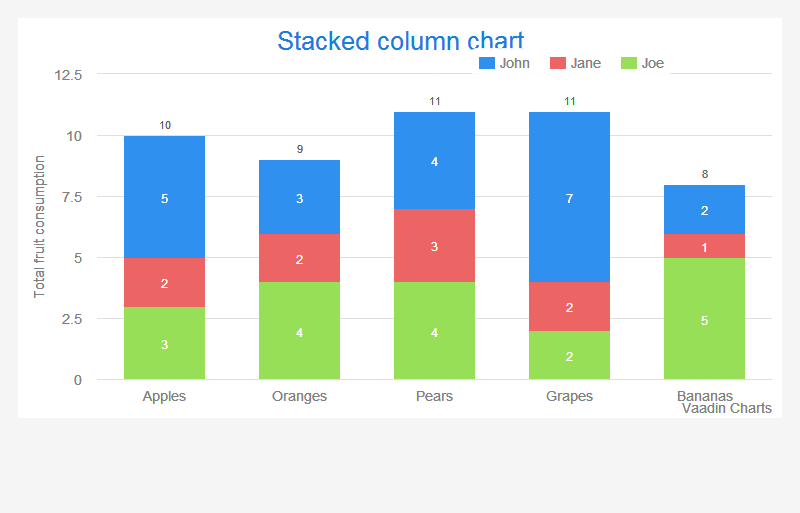 Stacked column chart
John Jane Joe
Total fruit consumption
12.5
10
7.5
5
2.5
0
10 9 11 11 8
5 3 4 7 2
2 2 3 2 1
3 4 4 2 5
Apples Oranges Pears Grapes Bananas
Vaadin Charts